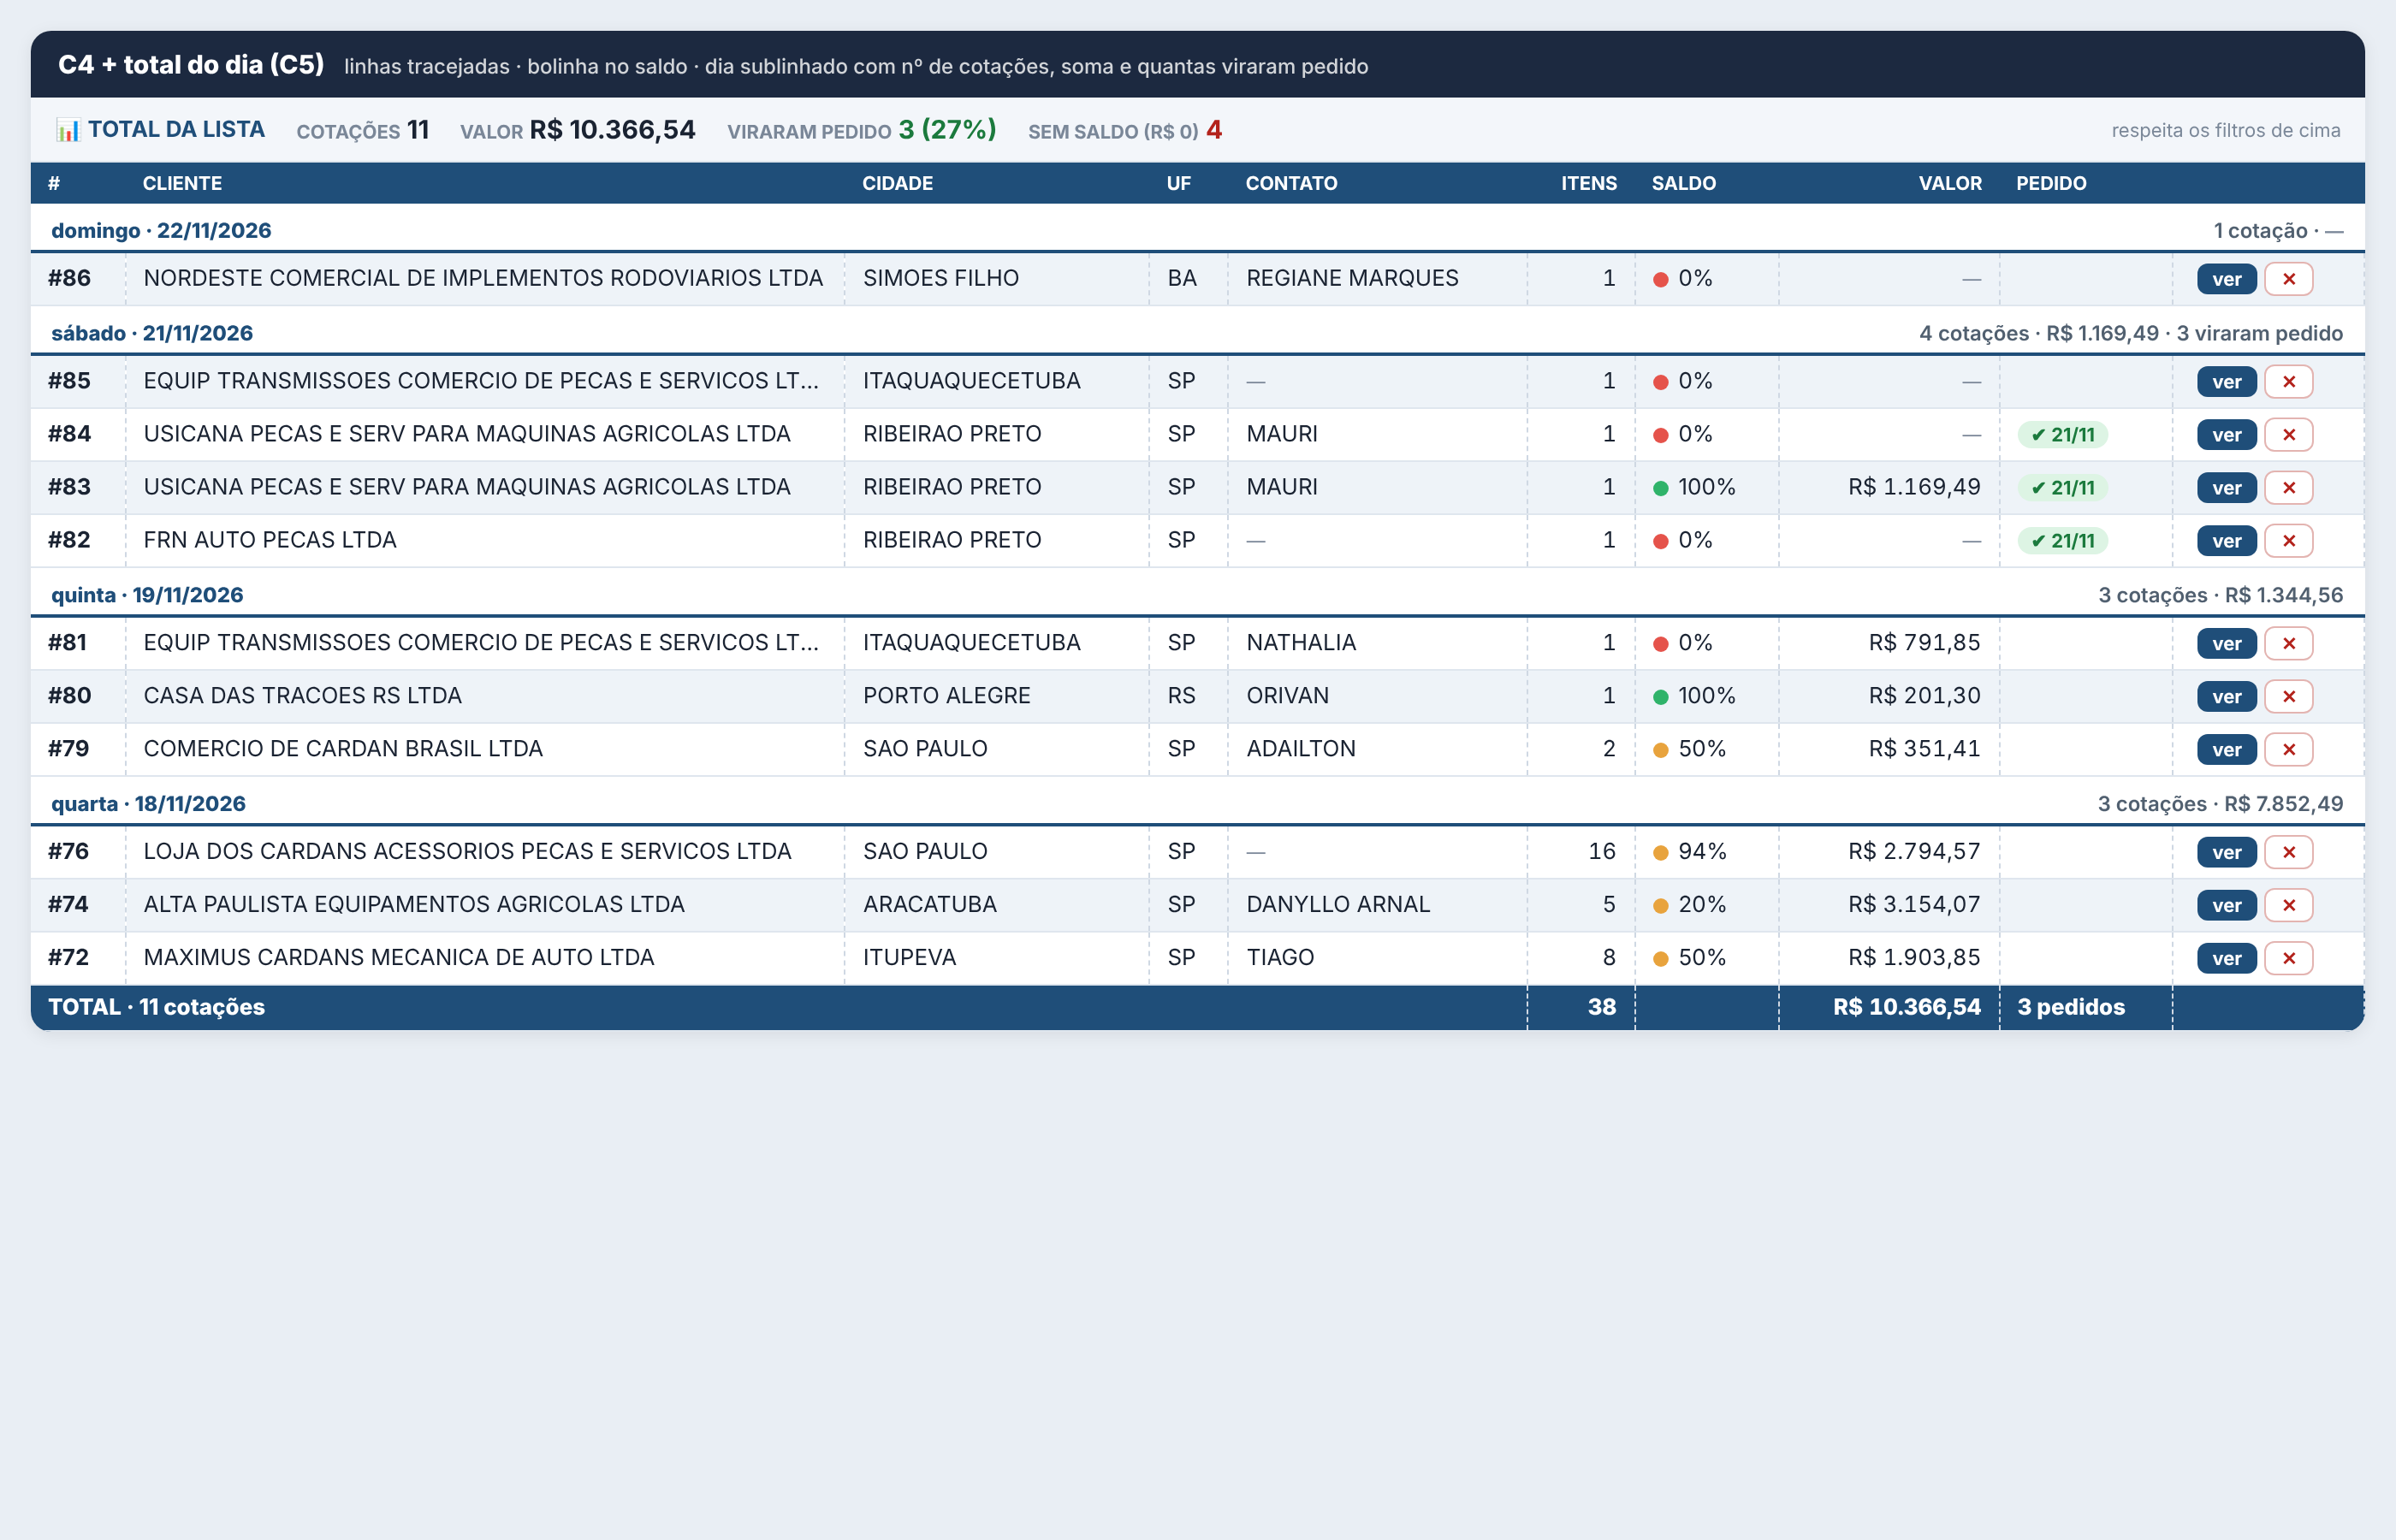 C4 + total do dia (C5) linhas tracejadas · bolinha no saldo · dia sublinhado com nº de cotações, soma e quantas viraram pedido
📊 TOTAL DA LISTA COTAÇÕES 11 VALOR R$ 10.366,54 VIRARAM PEDIDO 3 (27%) SEM SALDO (R$ 0) 4 respeita os filtros de cima
# CLIENTE CIDADE UF CONTATO ITENS SALDO VALOR PEDIDO
domingo · 22/11/2026 1 cotação · —
#86 NORDESTE COMERCIAL DE IMPLEMENTOS RODOVIARIOS LTDA SIMOES FILHO BA REGIANE MARQUES 1 0% — ver ✕
sábado · 21/11/2026 4 cotações · R$ 1.169,49 · 3 viraram pedido
#85 EQUIP TRANSMISSOES COMERCIO DE PECAS E SERVICOS LT... ITAQUAQUECETUBA SP — 1 0% — ver ✕
#84 USICANA PECAS E SERV PARA MAQUINAS AGRICOLAS LTDA RIBEIRAO PRETO SP MAURI 1 0% — ✔ 21/11 ver ✕
#83 USICANA PECAS E SERV PARA MAQUINAS AGRICOLAS LTDA RIBEIRAO PRETO SP MAURI 1 100% R$ 1.169,49 ✔ 21/11 ver ✕
#82 FRN AUTO PECAS LTDA RIBEIRAO PRETO SP — 1 0% — ✔ 21/11 ver ✕
quinta · 19/11/2026 3 cotações · R$ 1.344,56
#81 EQUIP TRANSMISSOES COMERCIO DE PECAS E SERVICOS LT... ITAQUAQUECETUBA SP NATHALIA 1 0% R$ 791,85 ver ✕
#80 CASA DAS TRACOES RS LTDA PORTO ALEGRE RS ORIVAN 1 100% R$ 201,30 ver ✕
#79 COMERCIO DE CARDAN BRASIL LTDA SAO PAULO SP ADAILTON 2 50% R$ 351,41 ver ✕
quarta · 18/11/2026 3 cotações · R$ 7.852,49
#76 LOJA DOS CARDANS ACESSORIOS PECAS E SERVICOS LTDA SAO PAULO SP — 16 94% R$ 2.794,57 ver ✕
#74 ALTA PAULISTA EQUIPAMENTOS AGRICOLAS LTDA ARACATUBA SP DANYLLO ARNAL 5 20% R$ 3.154,07 ver ✕
#72 MAXIMUS CARDANS MECANICA DE AUTO LTDA ITUPEVA SP TIAGO 8 50% R$ 1.903,85 ver ✕
TOTAL · 11 cotações 38 R$ 10.366,54 3 pedidos